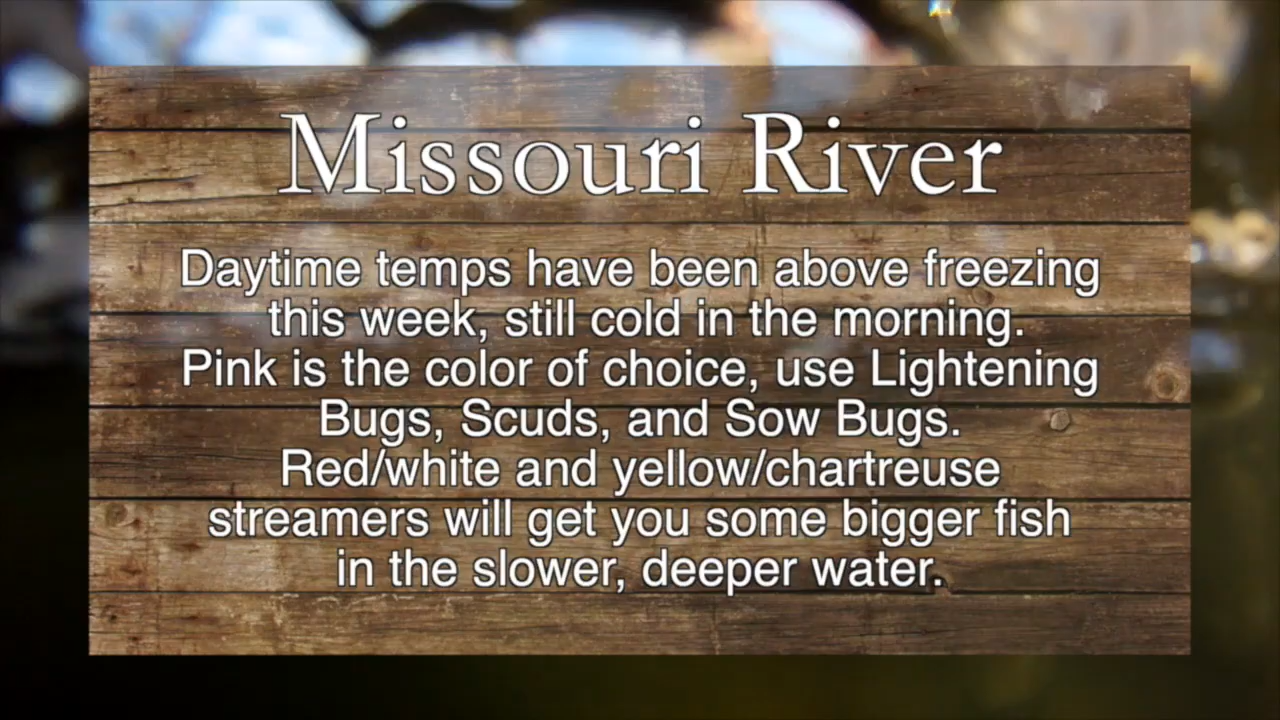 Missouri River
Daytime temps have been above freezing
this week, still cold in the morning.
Pink is the color of choice, use Lightening
Bugs, Scuds, and Sow Bugs.
Red/white and yellow/chartreuse
streamers will get you some bigger fish
in the slower, deeper water.